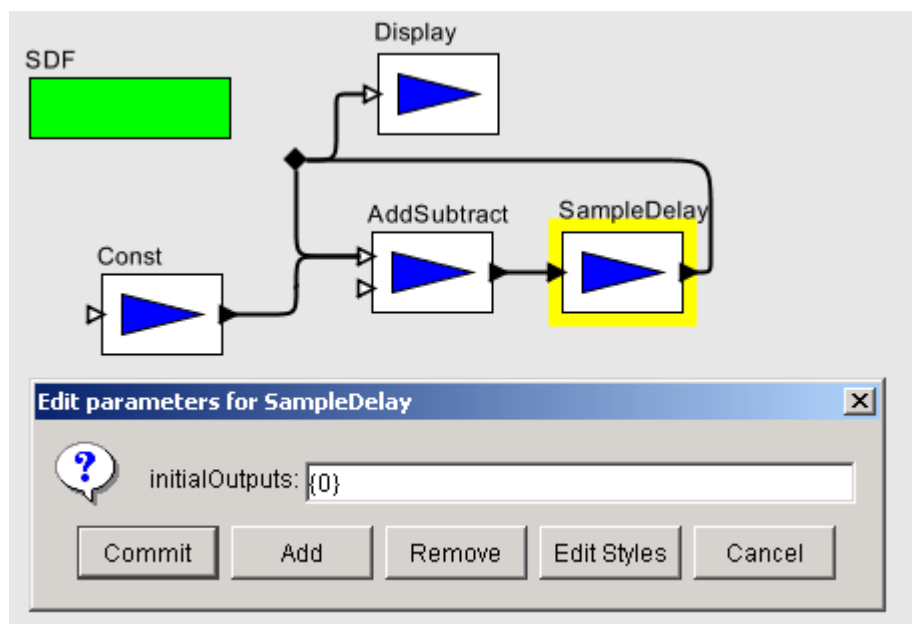 Display
SDF
AddSubtract
SampleDelay
Const
Edit parameters for SampleDelay
?
initialOutputs: {0}
Commit Add Remove Edit Styles Cancel